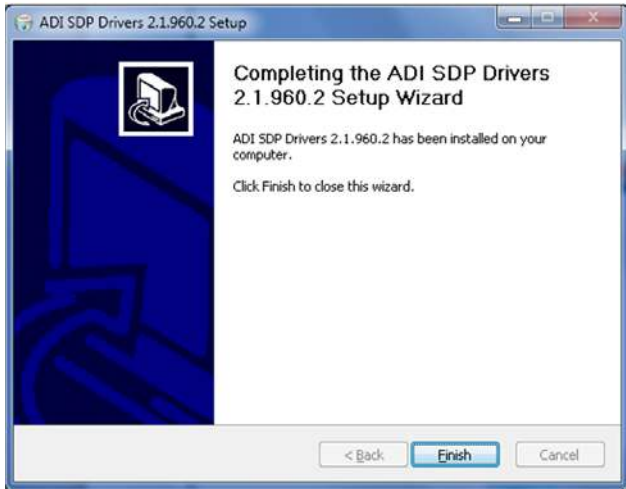 ADI SDP Drivers 2.1.960.2 Setup
Completing the ADI SDP Drivers
2.1.960.2 Setup Wizard
ADI SDP Drivers 2.1.960.2 has been installed on your
computer.
Click Finish to close this wizard.
< Back Finish Cancel